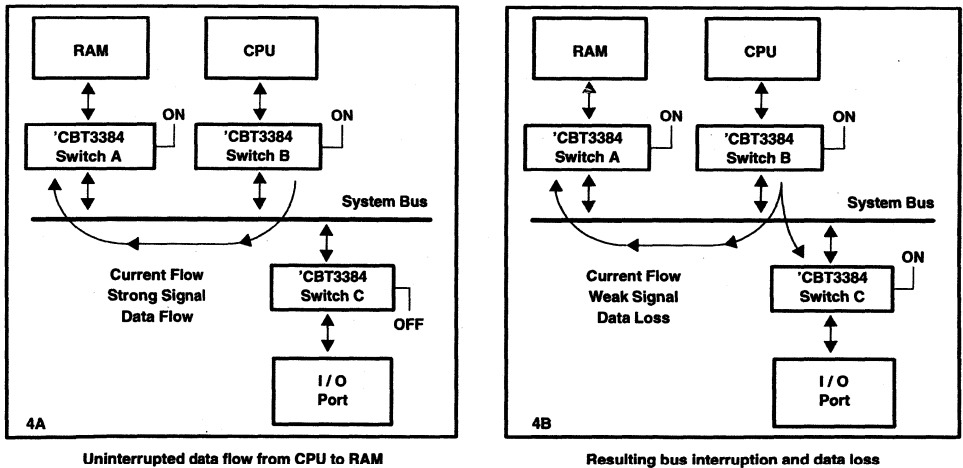 RAM
CPU
ON
ON
'CBT3384
Switch A
'CBT3384
Switch B
System Bus
Current Flow
Strong Signal
Data Flow
'CBT3384
Switch C
OFF
I / O
Port
4A
Uninterrupted data flow from CPU to RAM
RAM
CPU
ON
ON
'CBT3384
Switch A
'CBT3384
Switch B
System Bus
ON
Current Flow
Weak Signal
Data Loss
'CBT3384
Switch C
I / O
Port
4B
Resulting bus interruption and data loss